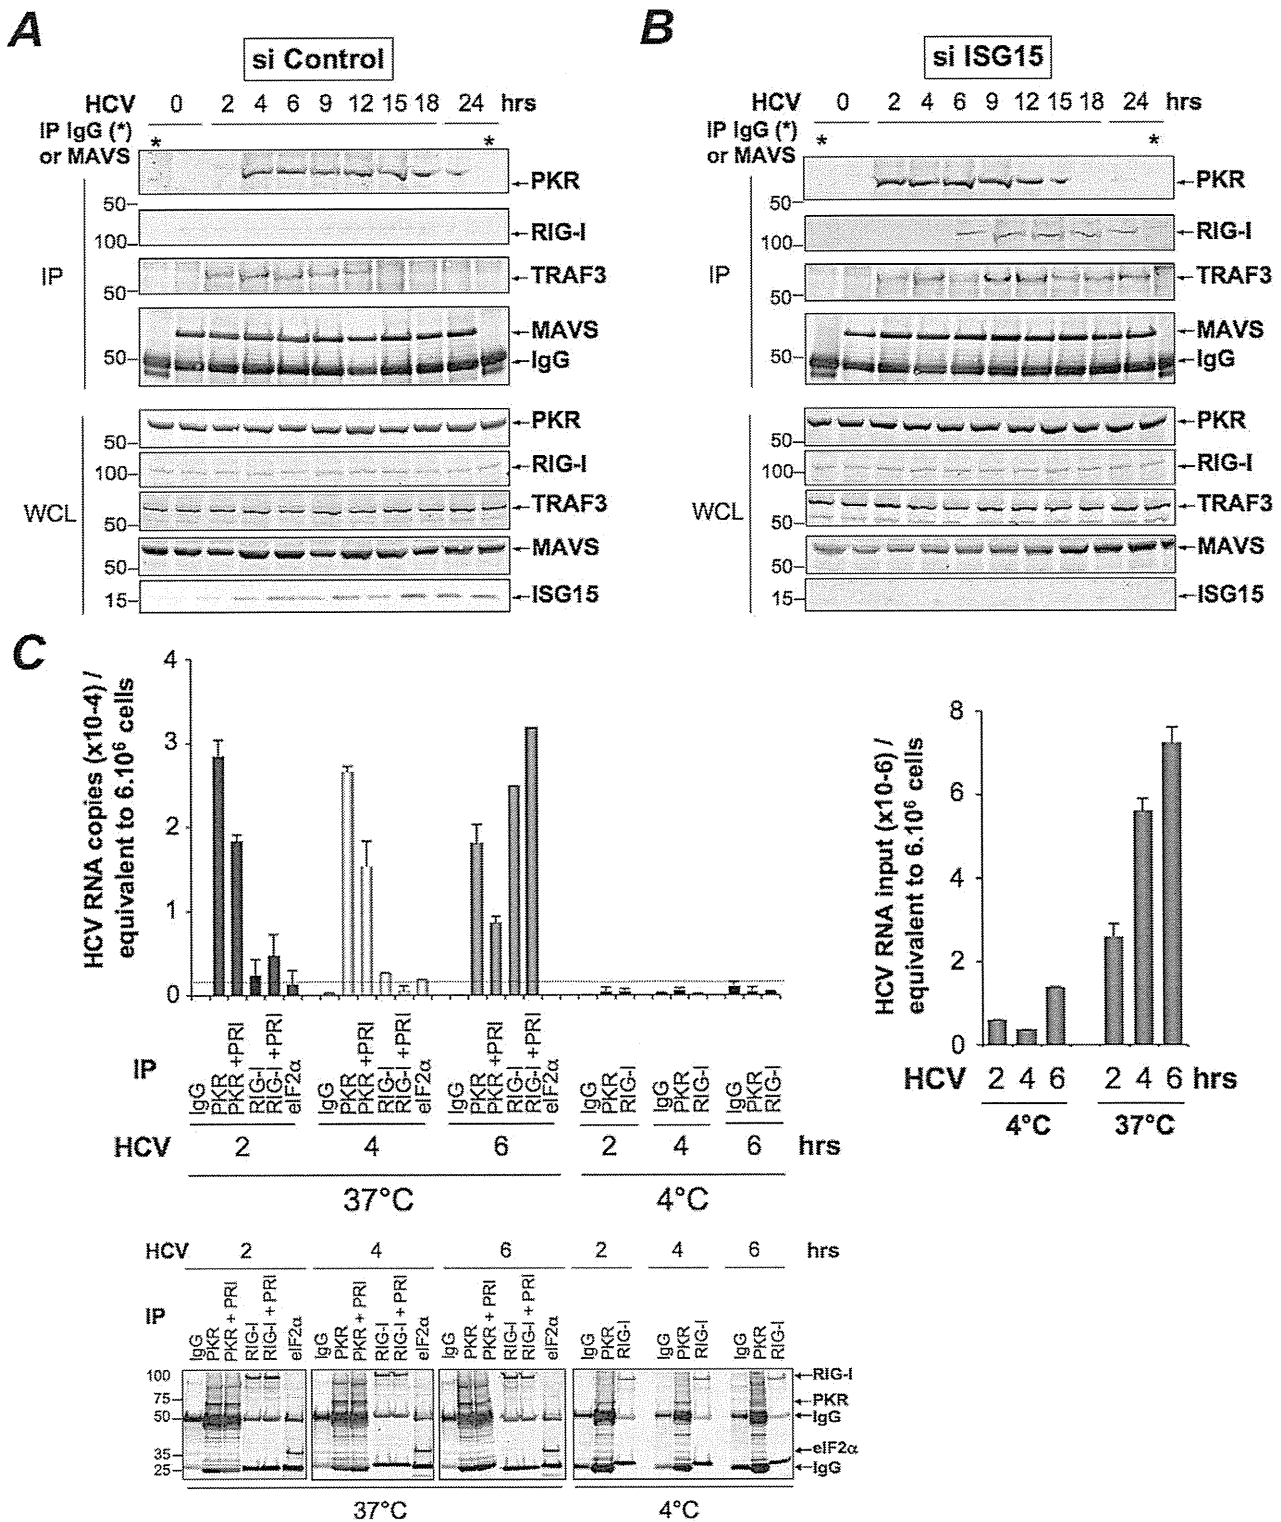 A
si Control
HCV 0 2 4 6 9 12 15 18 24 hrs
IP IgG (*)
or MAVS
* *
PKR
50
RIG-I
100
IP
TRAF3
50
MAVS
50
IgG
PKR
50
RIG-I
100
WCL
TRAF3
50
MAVS
50
ISG15
15
B
si ISG15
HCV 0 2 4 6 9 12 15 18 24 hrs
IP IgG (*)
or MAVS
* *
PKR
50
RIG-I
100
IP
TRAF3
50
MAVS
50
IgG
PKR
50
RIG-I
100
WCL
TRAF3
50
MAVS
50
ISG15
15
C
HCV RNA copies (x10-4) /
equivalent to 6.10⁶ cells
4
3
2
1
0
IP
IgG PKR PKR +PRI RIG-I RIG-I +PRI eIF2α IgG PKR PKR +PRI RIG-I RIG-I +PRI eIF2α IgG PKR PKR +PRI RIG-I RIG-I +PRI eIF2α IgG PKR RIG-I IgG PKR RIG-I IgG PKR RIG-I
HCV 2 4 6 2 4 6 hrs
37°C 4°C
HCV RNA input (x10-6) /
equivalent to 6.10⁶ cells
8
6
4
2
0
HCV 2 4 6 2 4 6 hrs
4°C 37°C
HCV 2 4 6 2 4 6 hrs
IP
IgG PKR PKR + PRI RIG-I RIG-I + PRI eIF2α IgG PKR PKR + PRI RIG-I RIG-I + PRI eIF2α IgG PKR PKR + PRI RIG-I RIG-I + PRI eIF2α IgG PKR RIG-I IgG PKR RIG-I IgG PKR RIG-I
100
RIG-I
75
PKR
50
IgG
35
eIF2α
25
IgG
37°C 4°C